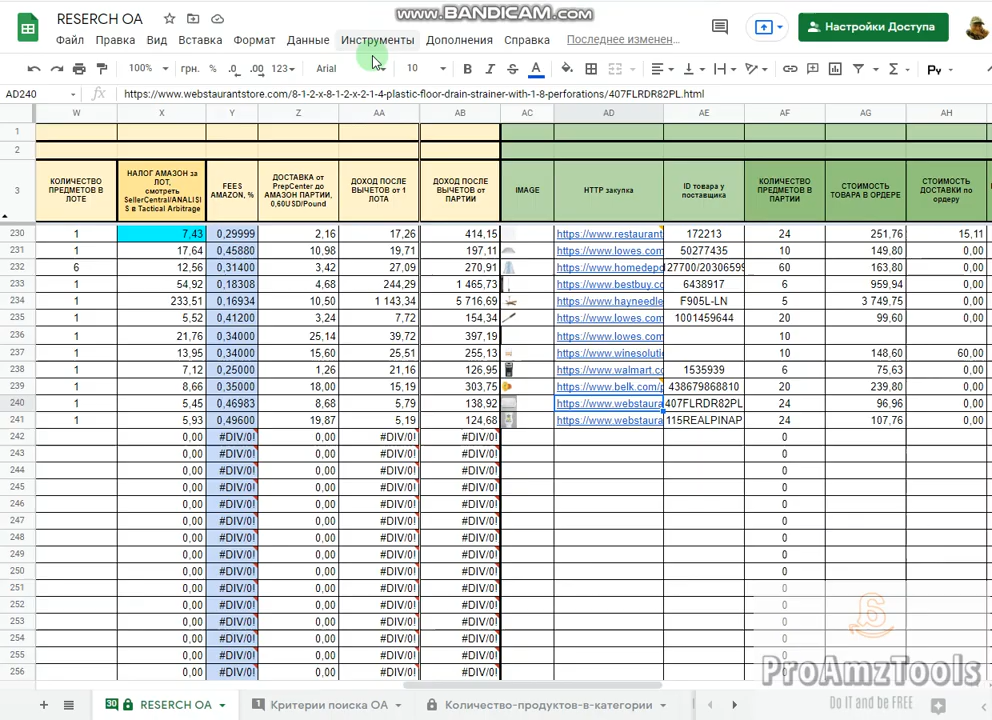 RESERCH OA
www.BANDICAM.com
Настройки Доступа
Файл Правка Вид Вставка Формат Данные Инструменты Дополнения Справка Последнее изменен...
100% грн. % .0 .00 123 Arial 10 B I S A Σ Ру
AD240 fx https://www.webstaurantstore.com/8-1-2-x-8-1-2-x-2-1-4-plastic-floor-drain-strainer-with-1-8-perforations/407FLRDR82PL.html
W X Y Z AA AB AC AD AE AF AG AH
1
2
3 КОЛИЧЕСТВО ПРЕДМЕТОВ В ЛОТЕ НАЛОГ АМАЗОН за ЛОТ, смотреть SellerCentral/ANALISIS в Tactical Arbitrage FEES AMAZON, % ДОСТАВКА от PrepCenter до АМАЗОН ПАРТИИ, 0,60USD/Pound ДОХОД ПОСЛЕ ВЫЧЕТОВ от 1 ЛОТА ДОХОД ПОСЛЕ ВЫЧЕТОВ от ПАРТИИ IMAGE HTTP закупка ID товара у поставщика КОЛИЧЕСТВО ПРЕДМЕТОВ В ПАРТИИ СТОИМОСТЬ ТОВАРА В ОРДЕРЕ СТОИМОСТЬ ДОСТАВКИ по ордеру
230 1 7,43 0,29999 2,16 17,26 414,15 https://www.restaurant 172213 24 251,76 15,11
231 1 17,64 0,45880 10,98 19,71 197,11 https://www.lowes.com 50277435 10 149,80 0,00
232 6 12,56 0,31400 3,42 27,09 270,91 https://www.homedepo 27700/20306599 60 163,80 0,00
233 1 54,92 0,18308 4,68 244,29 1 465,73 https://www.bestbuy.c 6438917 6 959,94 0,00
234 1 233,51 0,16934 10,50 1 143,34 5 716,69 https://www.hayneedle F905L-LN 5 3 749,75 0,00
235 1 5,52 0,41200 3,24 7,72 154,34 https://www.lowes.com 1001459644 20 99,60 0,00
236 1 21,76 0,34000 25,14 39,72 397,19 https://www.lowes.com 10
237 1 13,95 0,34000 15,60 25,51 255,13 https://www.winesoluti 10 148,60 60,00
238 1 7,12 0,25000 1,26 21,16 126,95 https://www.walmart.c 1535939 6 75,63 0,00
239 1 8,66 0,35000 18,00 15,19 303,75 https://www.belk.com/ 438679868810 20 239,80 0,00
240 1 5,45 0,46983 8,68 5,79 138,92 https://www.webstaura 407FLRDR82PL 24 96,96 0,00
241 1 5,93 0,49600 19,87 5,19 124,68 https://www.webstaura 115REALPINAP 24 107,76 0,00
242 0,00 #DIV/0! 0,00 #DIV/0! #DIV/0! 0
243 0,00 #DIV/0! 0,00 #DIV/0! #DIV/0! 0
244 0,00 #DIV/0! 0,00 #DIV/0! #DIV/0! 0
245 0,00 #DIV/0! 0,00 #DIV/0! #DIV/0! 0
246 0,00 #DIV/0! 0,00 #DIV/0! #DIV/0! 0
247 0,00 #DIV/0! 0,00 #DIV/0! #DIV/0! 0
248 0,00 #DIV/0! 0,00 #DIV/0! #DIV/0! 0
249 0,00 #DIV/0! 0,00 #DIV/0! #DIV/0! 0
250 0,00 #DIV/0! 0,00 #DIV/0! #DIV/0! 0
251 0,00 #DIV/0! 0,00 #DIV/0! #DIV/0! 0
252 0,00 #DIV/0! 0,00 #DIV/0! #DIV/0! 0
253 0,00 #DIV/0! 0,00 #DIV/0! #DIV/0! 0
254 0,00 #DIV/0! 0,00 #DIV/0! #DIV/0! 0
255 0,00 #DIV/0! 0,00 #DIV/0! #DIV/0! 0
256 0,00 #DIV/0! 0,00 #DIV/0! #DIV/0! 0
ProAmzTools
Do IT and be FREE
30 RESERCH OA 1 Критерии поиска OA Количество-продуктов-в-категории